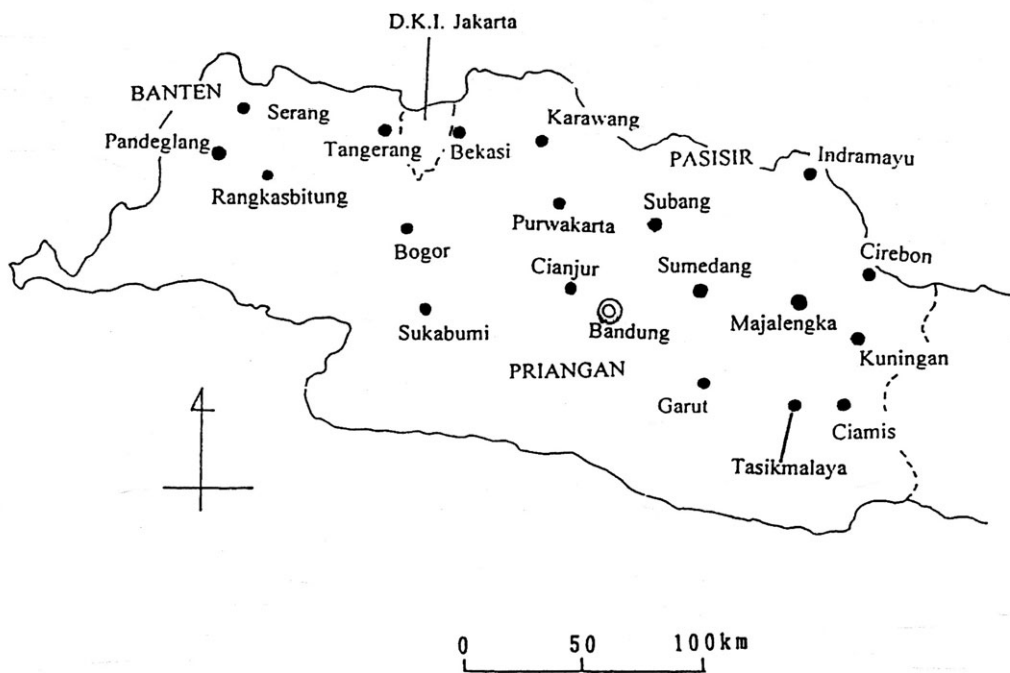 D.K.I. Jakarta
BANTEN
Serang
Karawang
Pandeglang
Tangerang
Bekasi
PASISIR
Indramayu
Rangkasbitung
Subang
Purwakarta
Bogor
Cirebon
Cianjur
Sumedang
Sukabumi
Bandung
Majalengka
Kuningan
PRIANGAN
Garut
Ciamis
Tasikmalaya
0 50 100km